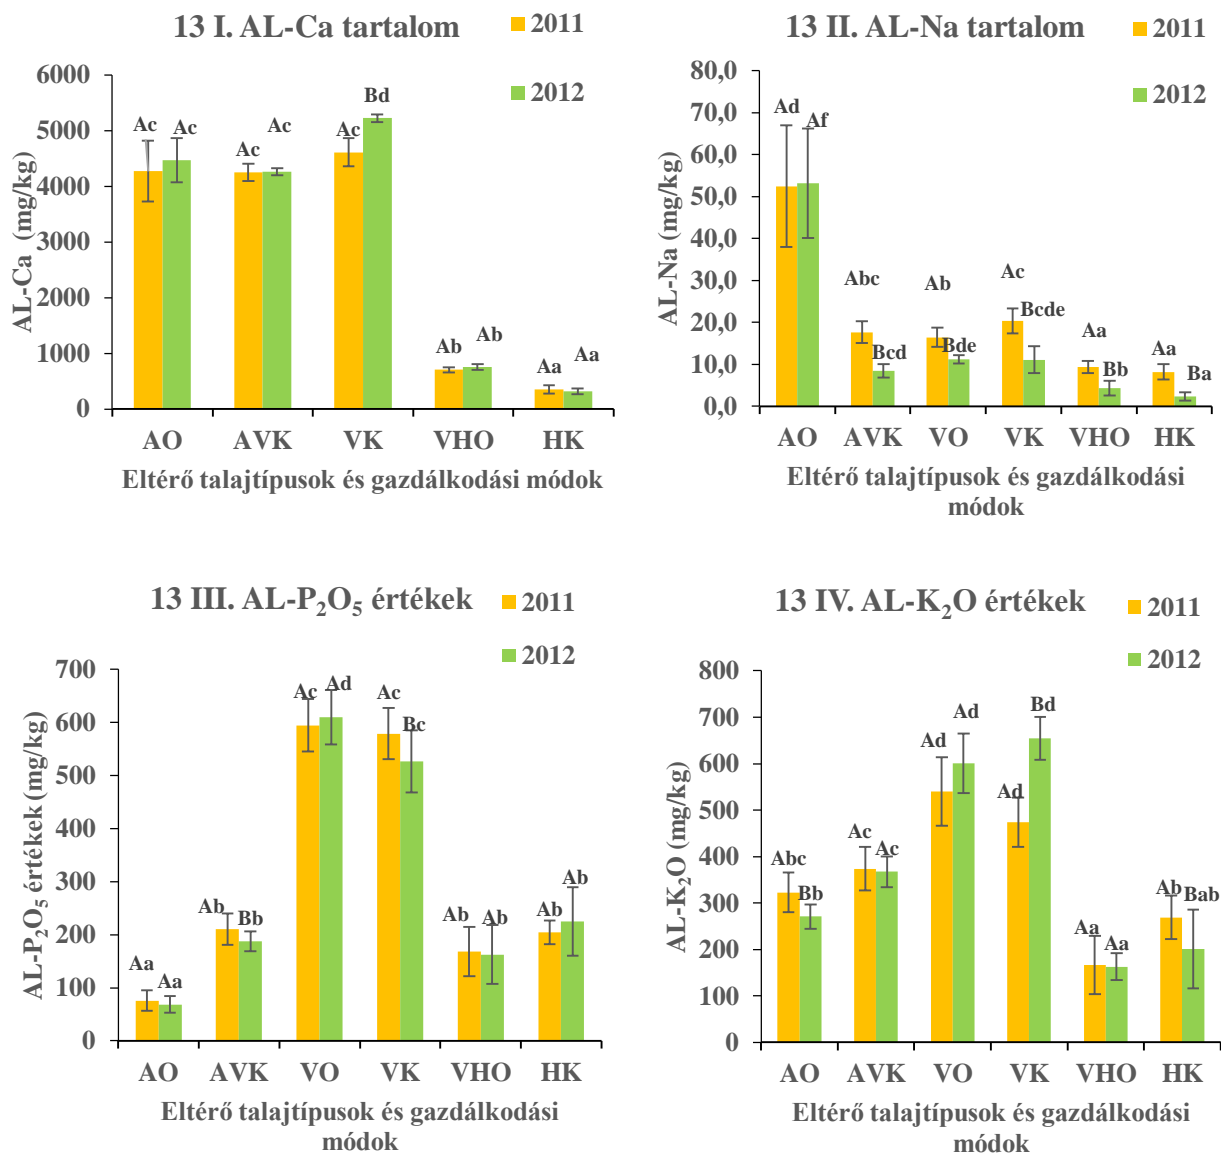 13 I. AL-Ca tartalom
2011
2012
AL-Ca (mg/kg)
6000
5000
4000
3000
2000
1000
0
Ac
Ac
Ac
Ac
Ac
Bd
Ab
Ab
Aa
Aa
AO
AVK
VK
VHO
HK
Eltérő talajtípusok és gazdálkodási módok
13 II. AL-Na tartalom
2011
2012
AL-Na (mg/kg)
80,0
70,0
60,0
50,0
40,0
30,0
20,0
10,0
0,0
Ad
Af
Abc
Bcd
Ab
Bde
Ac
Bcde
Aa
Bb
Aa
Ba
AO
AVK
VO
VK
VHO
HK
Eltérő talajtípusok és gazdálkodási
módok
13 III. AL-P₂O₅ értékek
2011
2012
AL-P₂O₅ értékek (mg/kg)
700
600
500
400
300
200
100
0
Aa
Aa
Ab
Bb
Ac
Ad
Ac
Bc
Ab
Ab
Ab
Ab
AO
AVK
VO
VK
VHO
HK
Eltérő talajtípusok és gazdálkodási
módok
13 IV. AL-K₂O értékek
2011
2012
AL-K₂O (mg/kg)
800
700
600
500
400
300
200
100
0
Abc
Bb
Ac
Ac
Ad
Ad
Ad
Bd
Aa
Aa
Ab
Bab
AO
AVK
VO
VK
VHO
HK
Eltérő talajtípusok és gazdálkodási
módok